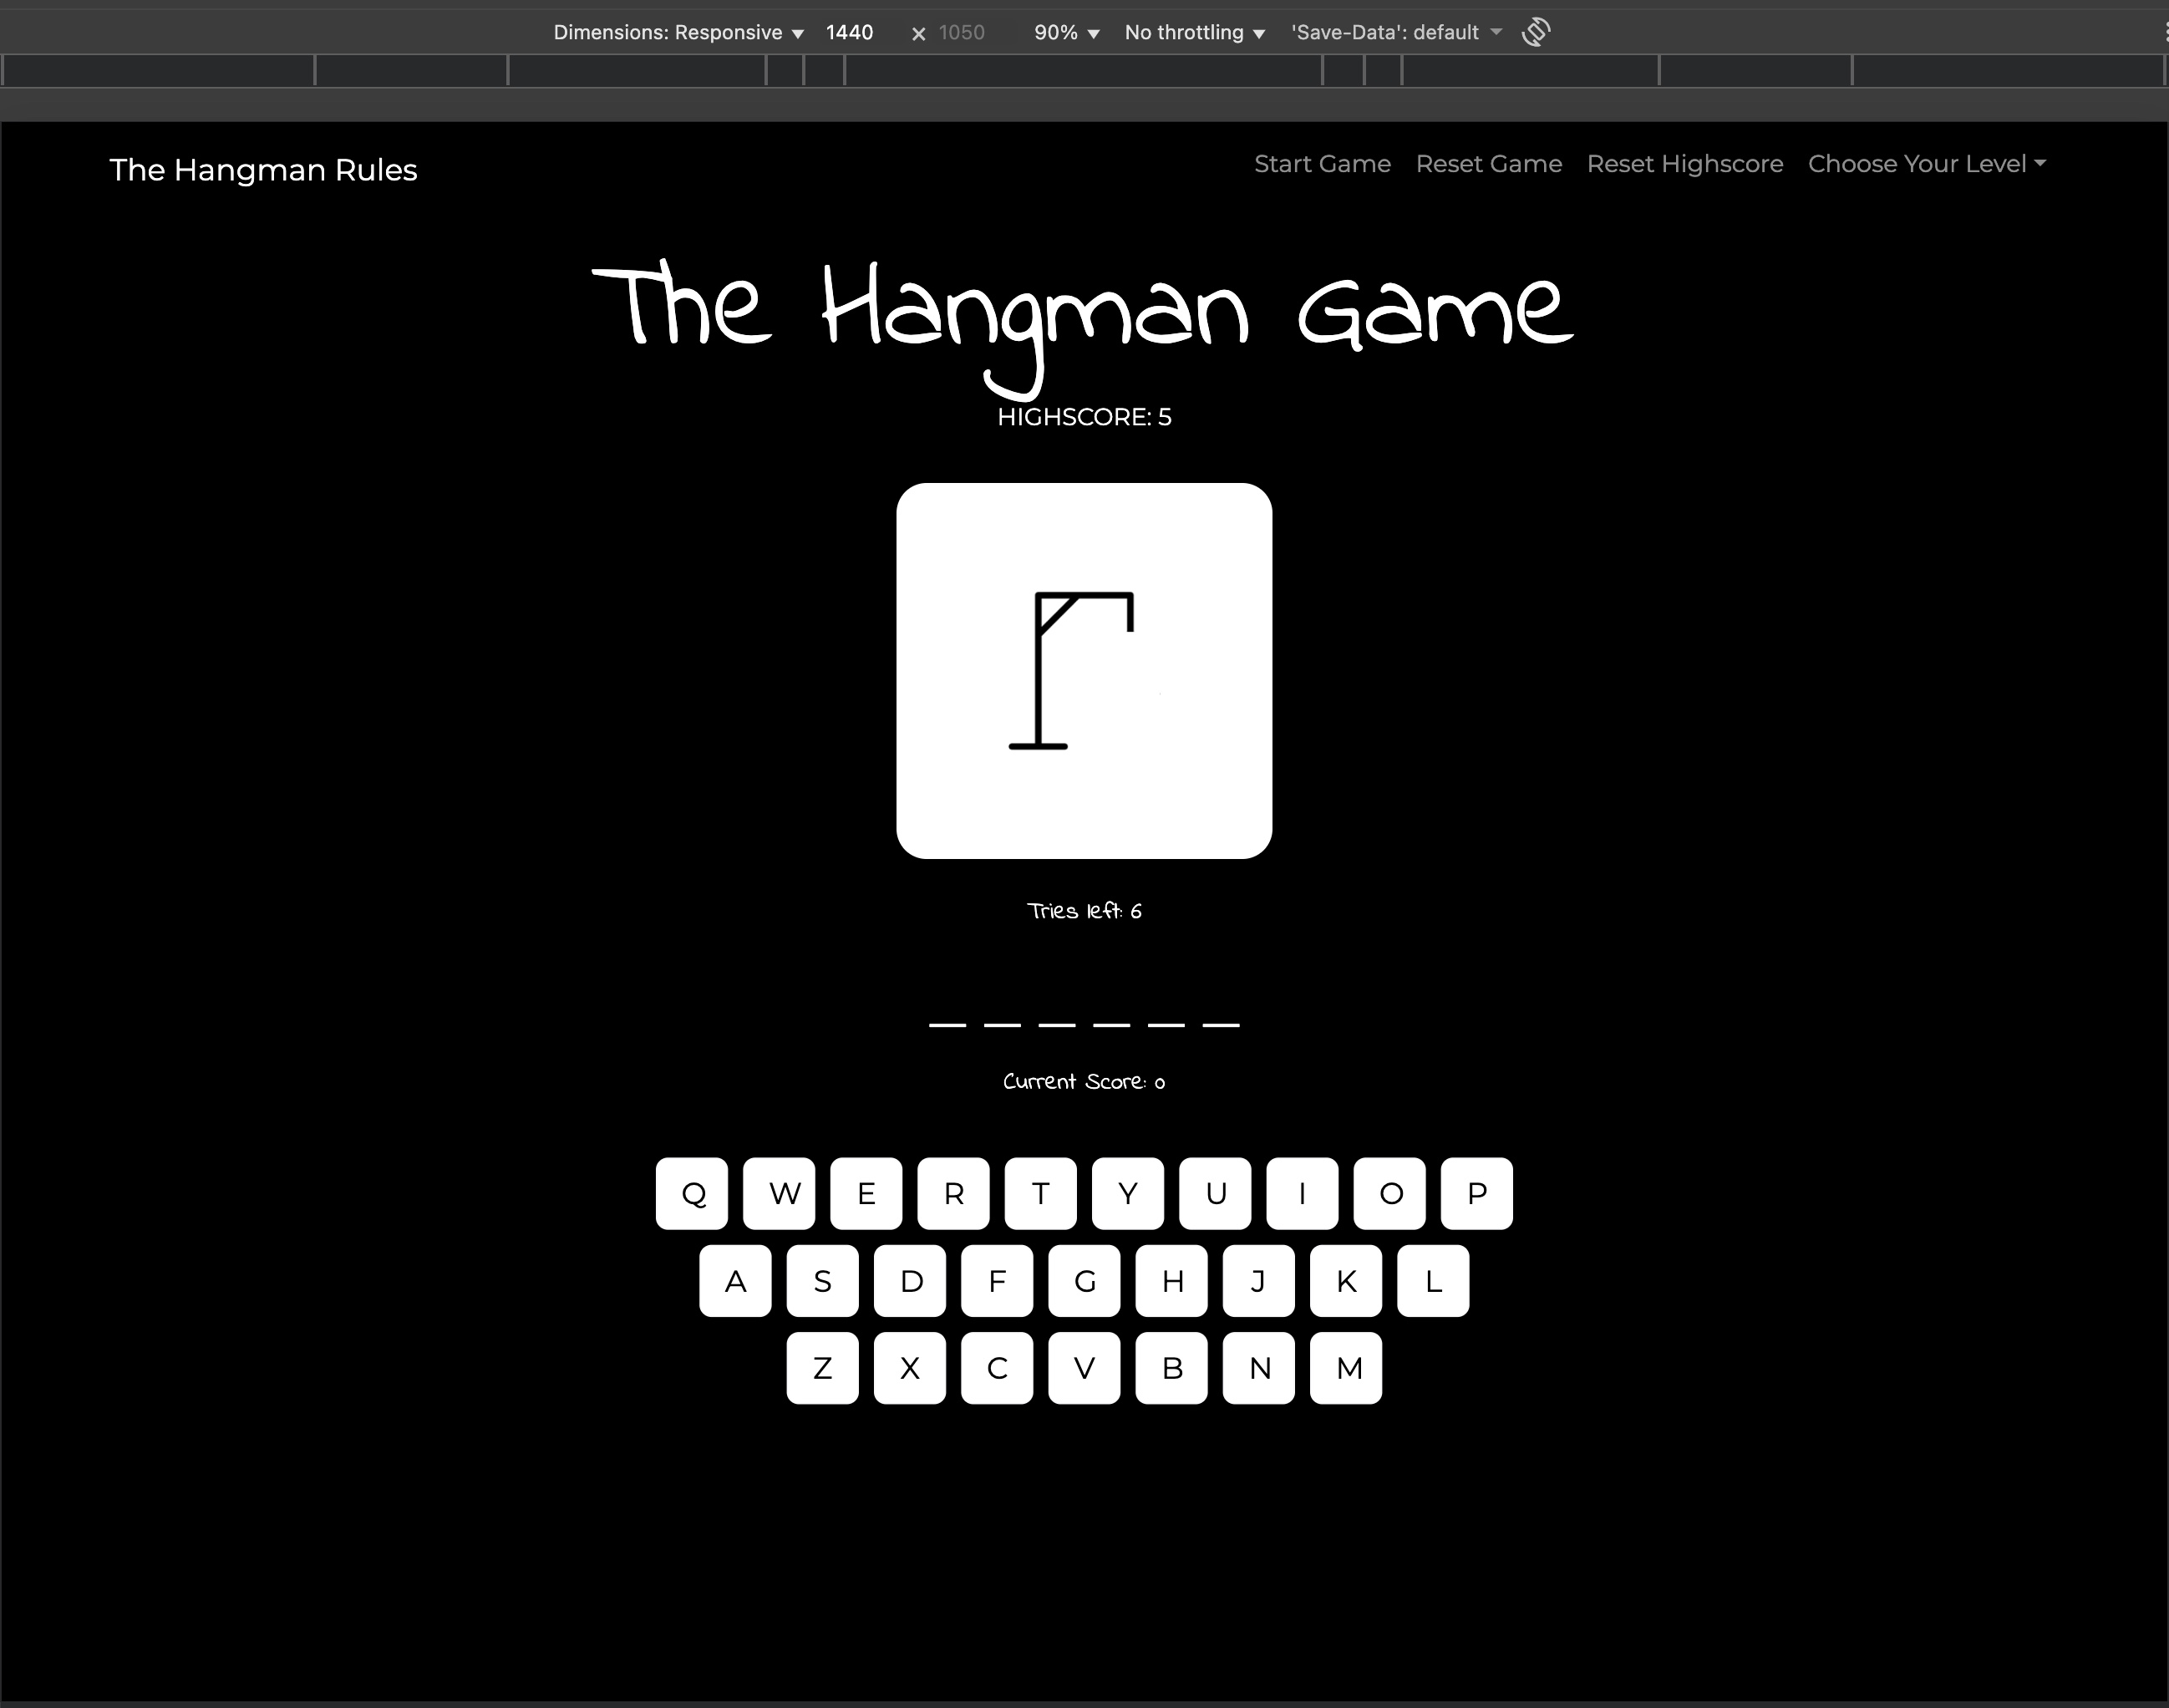 Dimensions: Responsive ▼ 1440 × 1050 90% ▼ No throttling ▼ 'Save-Data': default ▼
The Hangman Rules Start Game Reset Game Reset Highscore Choose Your Level
The Hangman Game
HIGHSCORE: 5
Tries left: 6
_ _ _ _ _ _
Current Score: 0
Q W E R T Y U I O P
A S D F G H J K L
Z X C V B N M